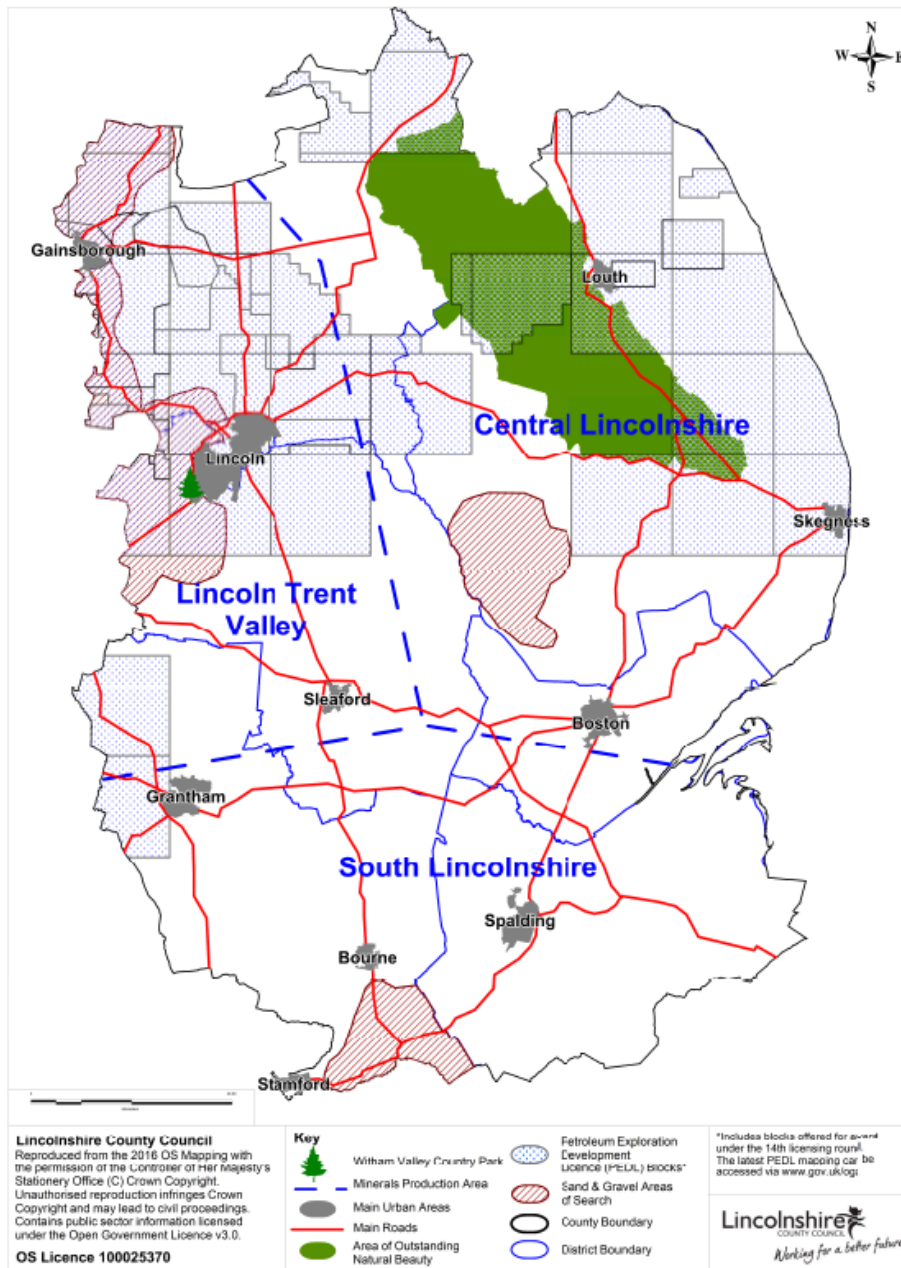 N
W E
S
Gainsborough
Louth
Central Lincolnshire
Lincoln
Skegness
Lincoln Trent
Valley
Sleaford
Boston
Grantham
South Lincolnshire
Spalding
Bourne
Stamford
Lincolnshire County Council
Reproduced from the 2016 OS Mapping with
the permission of the Controller of Her Majesty's
Stationery Office (C) Crown Copyright.
Unauthorised reproduction infringes Crown
Copyright and may lead to civil proceedings.
Contains public sector information licensed
under the Open Government Licence v3.0.
OS Licence 100025370
Key
Witham Valley Country Park
Minerals Production Area
Main Urban Areas
Main Roads
Area of Outstanding
Natural Beauty
Petroleum Exploration
Development
Licence (PEDL) Blocks*
Sand & Gravel Areas
of Search
County Boundary
District Boundary
*Includes blocks offered for award
under the 14th licensing round.
The latest PEDL mapping can be
accessed via
Lincolnshire
COUNTY COUNCIL
Working for a better future